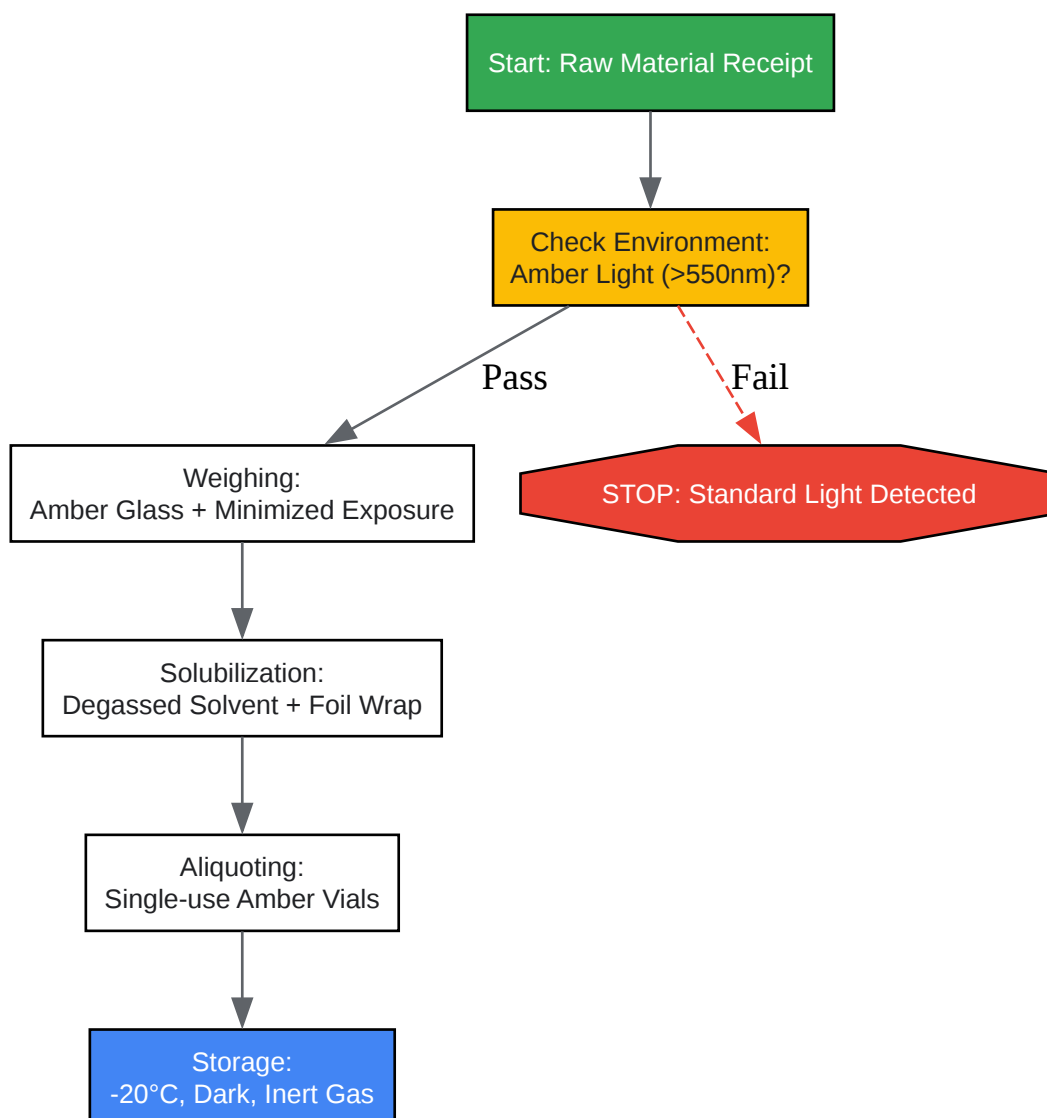 Start: Raw Material Receipt
Check Environment:
Amber Light (>550nm)?
Pass
Fail
Weighing:
Amber Glass + Minimized Exposure
STOP: Standard Light Detected
Solubilization:
Degassed Solvent + Foil Wrap
Aliquoting:
Single-use Amber Vials
Storage:
-20°C, Dark, Inert Gas